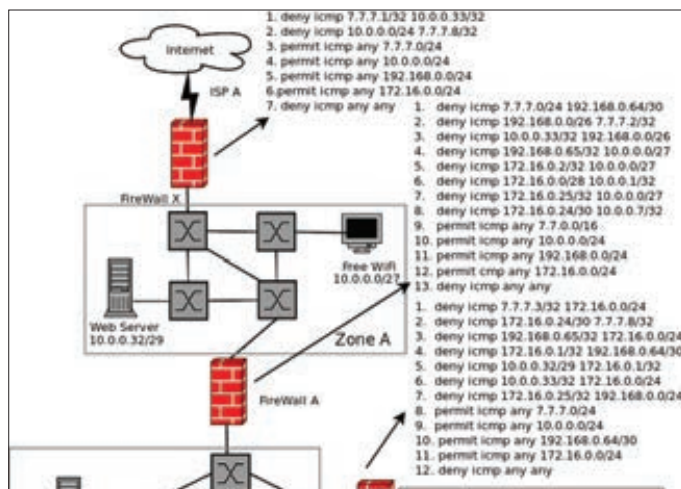 Internet
ISP A
FireWall X
1. deny icmp 7.7.7.1/32 10.0.0.33/32
2. deny icmp 10.0.0.0/24 7.7.7.8/32
3. permit icmp any 7.7.7.0/24
4. permit icmp any 10.0.0.0/24
5. permit icmp any 192.168.0.0/24
6.permit icmp any 172.16.0.0/24
7. deny icmp any any
1. deny icmp 7.7.7.0/24 192.168.0.64/30
2. deny icmp 192.168.0.0/26 7.7.7.2/32
3. deny icmp 10.0.0.33/32 192.168.0.0/26
4. deny icmp 192.168.0.65/32 10.0.0.0/27
5. deny icmp 172.16.0.2/32 10.0.0.0/27
6. deny icmp 172.16.0.0/28 10.0.0.1/32
7. deny icmp 172.16.0.25/32 10.0.0.0/27
8. deny icmp 172.16.0.24/30 10.0.0.7/32
9. permit icmp any 7.7.0.0/16
10. permit icmp any 10.0.0.0/24
11. permit icmp any 192.168.0.0/24
12. permit cmp any 172.16.0.0/24
13. deny icmp any any
Free WiFi
10.0.0.0/27
Web Server
10.0.0.32/29
Zone A
FireWall A
1. deny icmp 7.7.7.3/32 172.16.0.0/24
2. deny icmp 172.16.0.24/30 7.7.7.8/32
3. deny icmp 192.168.0.65/32 172.16.0.0/24
4. deny icmp 172.16.0.1/32 192.168.0.64/30
5. deny icmp 10.0.0.32/29 172.16.0.1/32
6. deny icmp 10.0.0.33/32 172.16.0.0/24
7. deny icmp 172.16.0.25/32 192.168.0.0/24
8. permit icmp any 7.7.7.0/24
9. permit icmp any 10.0.0.0/24
10. permit icmp any 192.168.0.64/30
11. permit icmp any 172.16.0.0/24
12. deny icmp any any